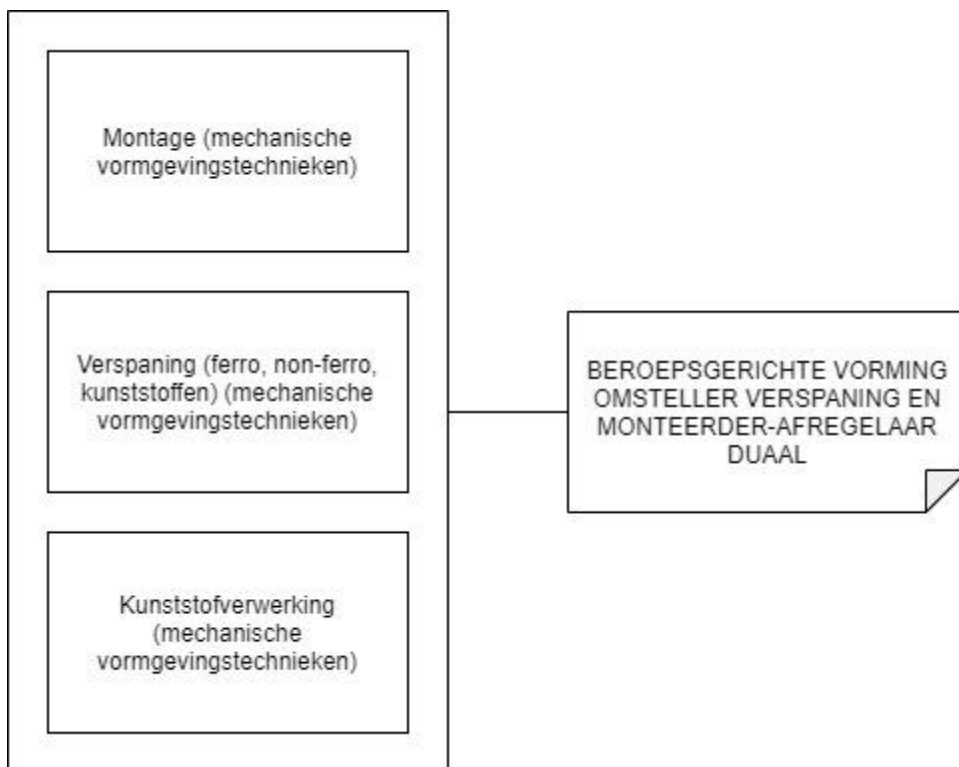 Montage (mechanische
vormgevingstechnieken)
Verspaning (ferro, non-ferro,
kunststoffen) (mechanische
vormgevingstechnieken)
Kunststofverwerking
(mechanische
vormgevingstechnieken)
BEROEPSGERICHTE VORMING
OMSTELLER VERSPANING EN
MONTEERDER-AFREGELAAR
DUAAL